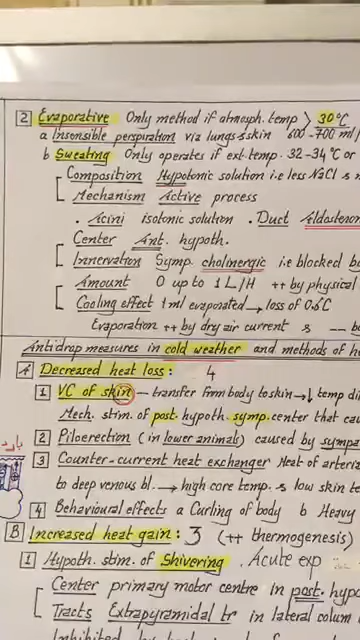 2 Evaporative Only method if atmosph. temp > 30°C
a Insensible perspiration via lungs & skin 600-700 ml/
b Sweating Only operates if ext. temp. 32-34°C or
Composition Hypotonic solution i.e less NaCl &
Mechanism Active process
. Acini isotonic solution . Duct Aldosteron
Center Ant. hypoth.
Innervation Symp. cholinergic i.e blocked b
Amount 0 up to 1 L/H ++ by physical
Cooling effect 1 ml evaporated → loss of 0.6C
Evaporation ++ by dry air current & -- b
Antidrop measures in cold weather and methods of he
A Decreased heat loss: 4
1 VC of skin — transfer from body to skin → ↓ temp di
Mech. stim. of post. hypoth. symp. center that cau
2 Piloerection (in lower animals) caused by sympa
3 Counter-current heat exchanger Heat of arteria
to deep venous bl. → high core temp. & low skin te
4 Behavioural effects a Curling of body b Heavy
B Increased heat gain: 3 (++ thermogenesis)
1 Hypoth. stim. of Shivering, Acute exp
Center primary motor centre in post. hypo
Tracts Extrapyramidal tr in lateral colum